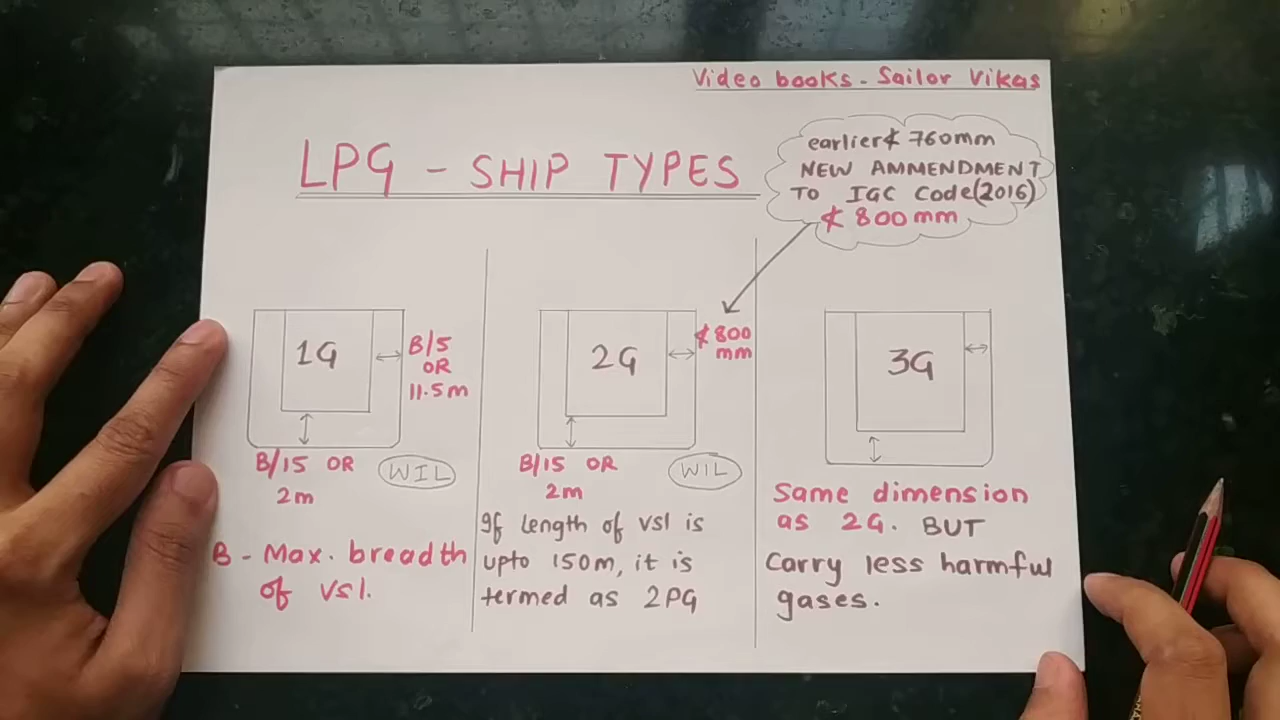 Video books - Sailor Vikas
LPG - SHIP TYPES
earlier ≮ 760mm
NEW AMMENDMENT
TO IGC Code(2016)
≮ 800mm
1G
B/5
OR
11.5m
B/15 OR
2m
WIL
B - Max. breadth
of vsl.
2G
≮ 800
mm
B/15 OR
2m
WIL
If length of vsl is
upto 150m, it is
termed as 2PG
3G
Same dimension
as 2G. BUT
Carry less harmful
gases.